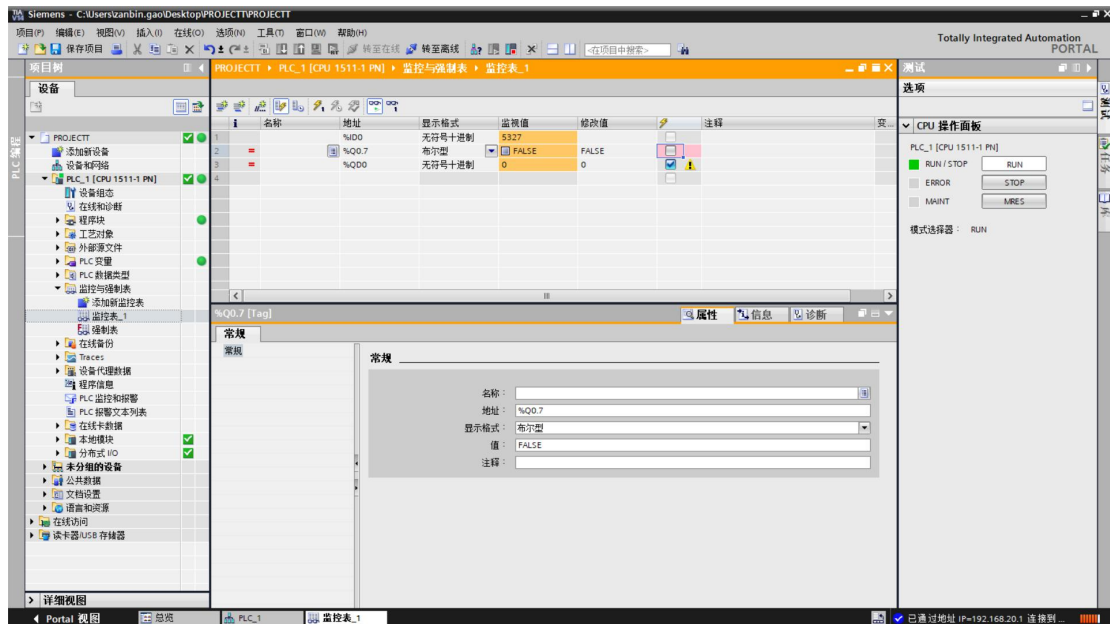 Siemens - C:\Users\zanbin.gao\Desktop\PROJECTT\PROJECTT
项目(P) 编辑(E) 视图(V) 插入(I) 在线(O) 选项(N) 工具(T) 窗口(W) 帮助(H)
Totally Integrated Automation
PORTAL
保存项目 转至在线 转至离线 <在项目中搜索>
项目树
设备
PROJECTT
添加新设备
设备和网络
PLC_1 [CPU 1511-1 PN]
设备组态
在线和诊断
程序块
工艺对象
外部源文件
PLC 变量
PLC 数据类型
监控与强制表
添加新监控表
监控表_1
强制表
在线备份
Traces
设备代理数据
程序信息
PLC 监控和报警
PLC 报警文本列表
在线卡数据
本地模块
分布式 I/O
未分组的设备
公共数据
文档设置
语言和资源
在线访问
读卡器/USB 存储器
详细视图
PLC 编程
PROJECTT PLC_1 [CPU 1511-1 PN] 监控与强制表 监控表_1
i 名称 地址 显示格式 监视值 修改值 注释 变...
1 %ID0 无符号十进制 5327
2 = %Q0.7 布尔型 FALSE FALSE
3 = %QD0 无符号十进制 0 0
4
%Q0.7 [Tag]
属性 信息 诊断
常规
常规
常规
名称:
地址: %Q0.7
显示格式: 布尔型
值: FALSE
注释:
测试
选项
CPU 操作面板
PLC_1 [CPU 1511-1 PN]
RUN / STOP RUN
ERROR STOP
MAINT MRES
模式选择器: RUN
测试
任务
库
Portal 视图 总览 PLC_1 监控表_1
已通过地址 IP=192.168.20.1 连接到 ...